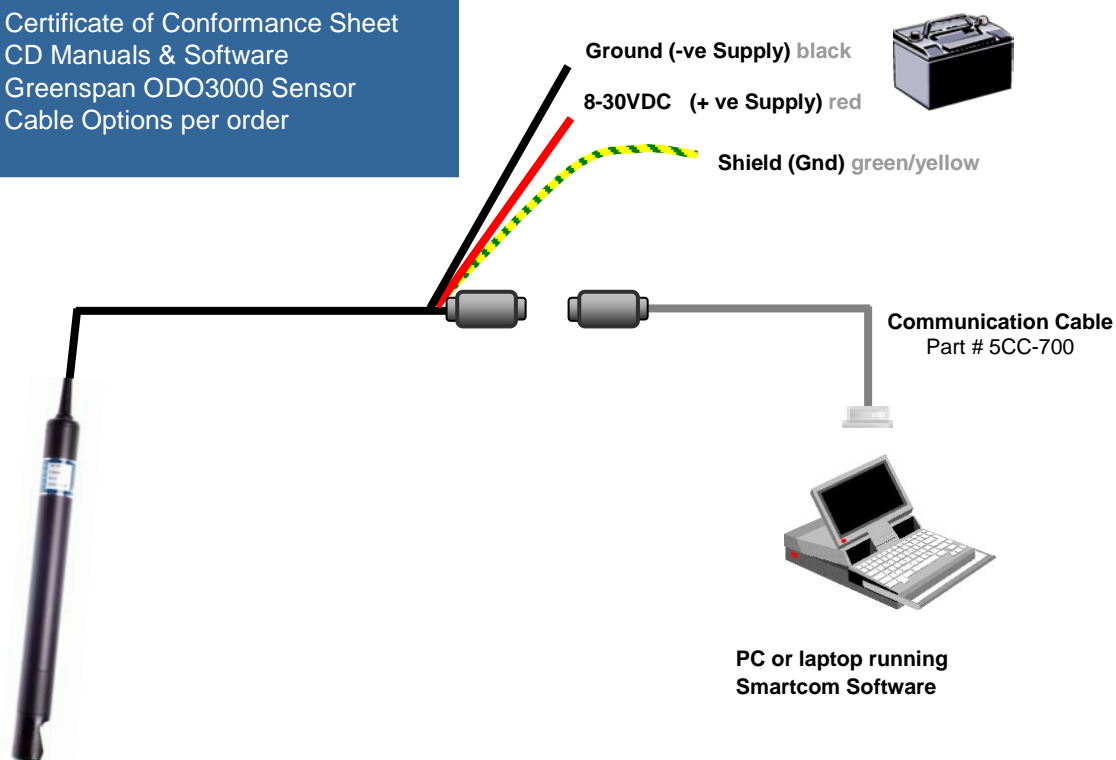 Certificate of Conformance Sheet
CD Manuals & Software
Greenspan ODO3000 Sensor
Cable Options per order
Ground (-ve Supply) black
8-30VDC (+ ve Supply) red
Shield (Gnd) green/yellow
Communication Cable
Part # 5CC-700
PC or laptop running
Smartcom Software